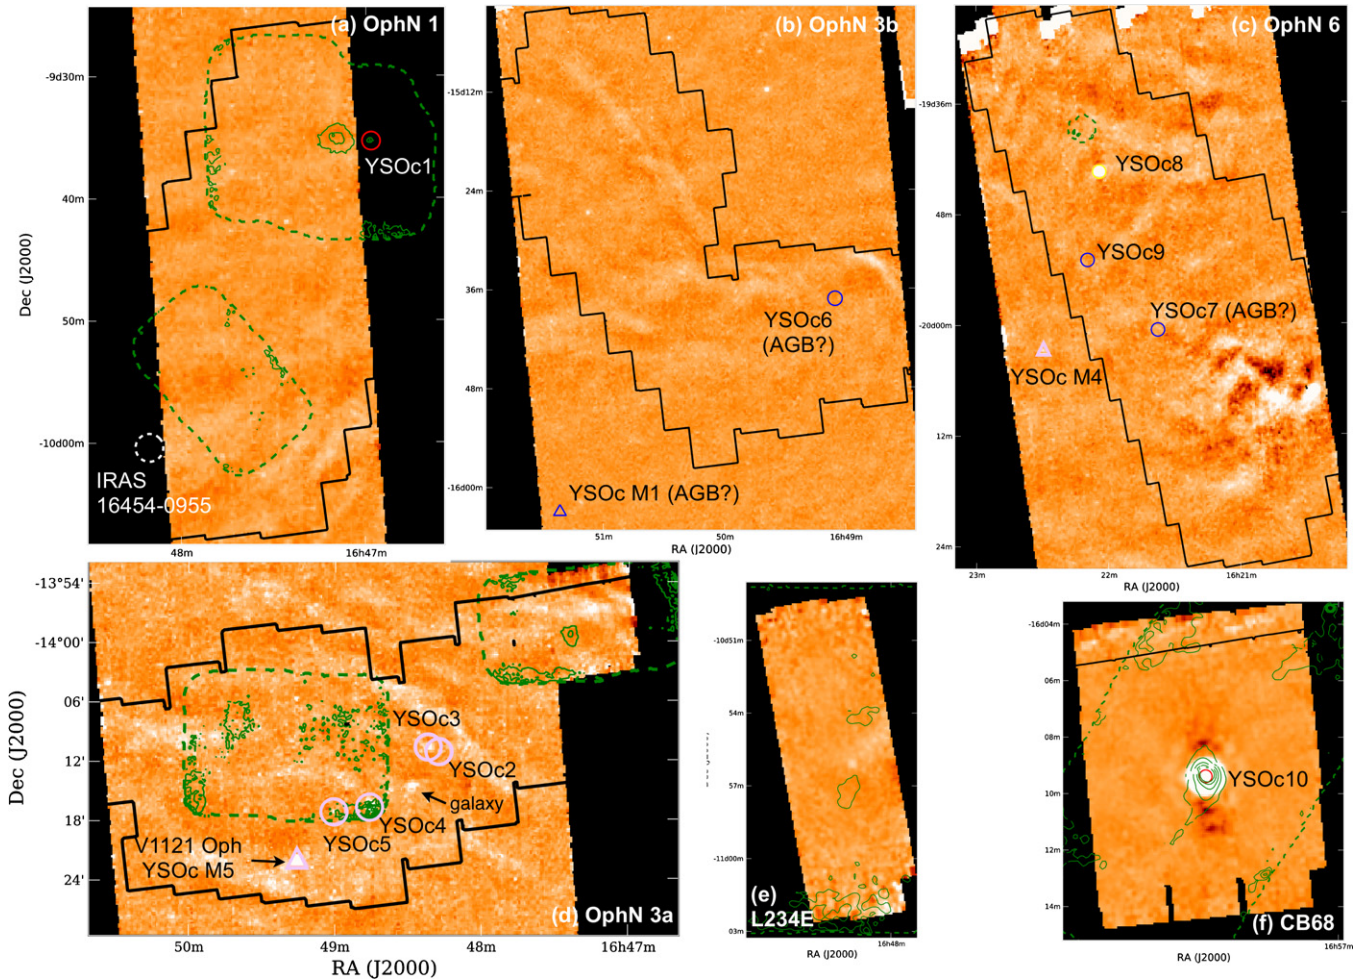 (a) OphN 1
-9d30m
YSOc1
40m
Dec (J2000)
50m
-10d00m
IRAS
16454-0955
48m
16h47m
(b) OphN 3b
-15d12m
24m
36m
YSOc6
(AGB?)
48m
-16d00m
YSOc M1 (AGB?)
51m
50m
16h49m
RA (J2000)
(c) OphN 6
-19d36m
YSOc8
48m
YSOc9
YSOc7 (AGB?)
-20d00m
YSOc M4
12m
24m
23m
22m
16h21m
RA (J2000)
-13°54'
-14°00'
06'
YSOc3
Dec (J2000)
12'
YSOc2
galaxy
18'
YSOc4
V1121 Oph
YSOc5
YSOc M5
24'
(d) OphN 3a
50m
49m
48m
16h47m
RA (J2000)
-10d51m
54m
57m
-11d00m
(e)
L234E
03m
16h48m
RA (J2000)
-16d04m
06m
08m
YSOc10
10m
12m
14m
(f) CB68
16h57m
RA (J2000)